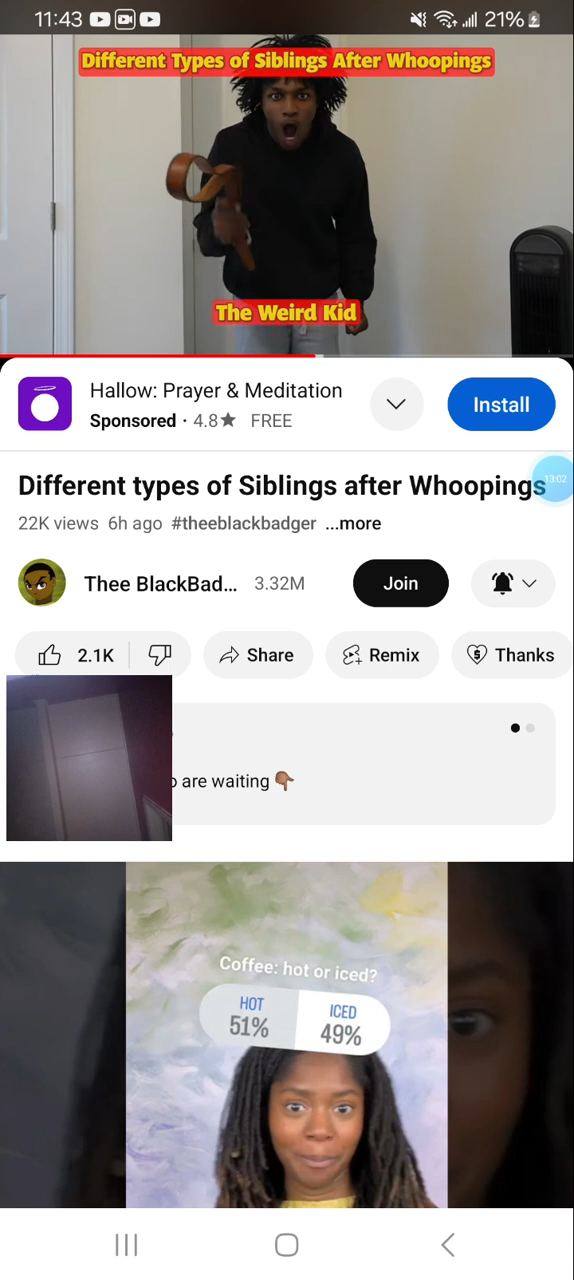 11:43
21%
Different Types of Siblings After Whoopings
The Weird Kid
Hallow: Prayer & Meditation
Sponsored · 4.8★ FREE
Install
Different types of Siblings after Whoopings
13:02
22K views 6h ago #theeblackbadger ...more
Thee BlackBad... 3.32M
Join
2.1K
Share
Remix
Thanks
are waiting 👇🏾
Coffee: hot or iced?
HOT
51%
ICED
49%